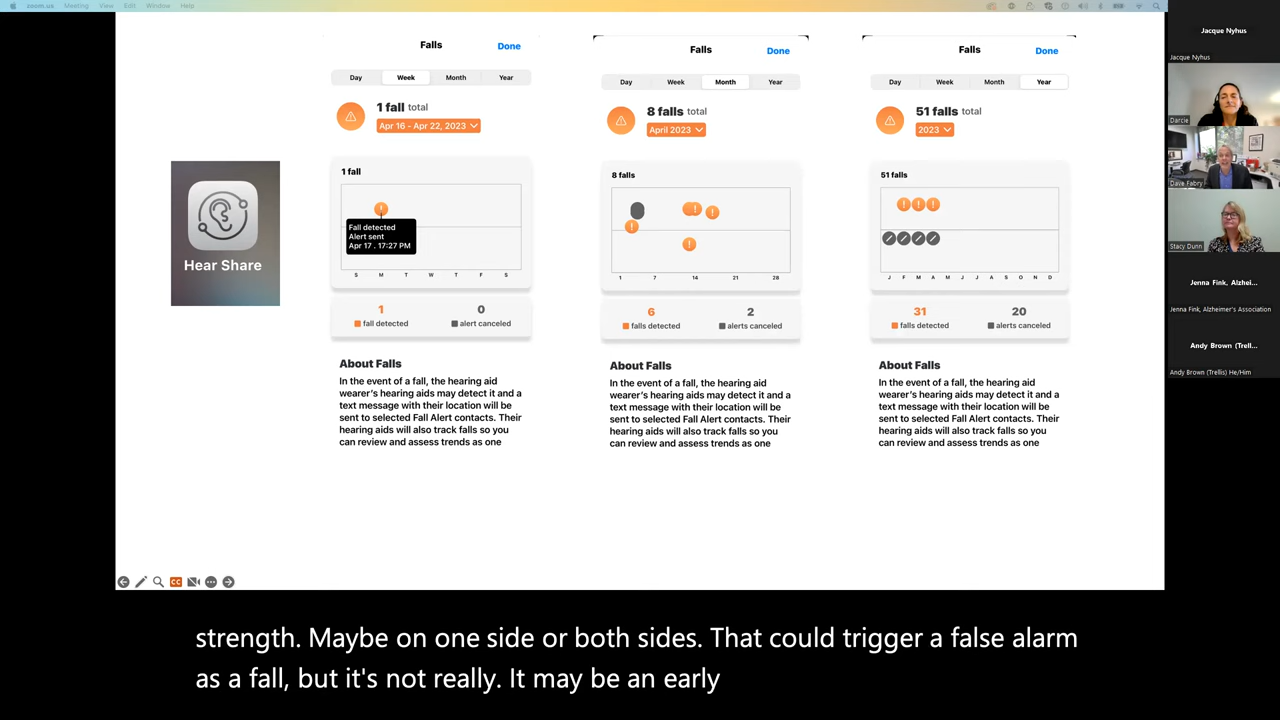 zoom.us Meeting View Edit Window Help
Hear Share
Falls Done
Day Week Month Year
1 fall total
Apr 16 - Apr 22, 2023
1 fall
Fall detected
Alert sent
Apr 17 . 17:27 PM
S M T W T F S
1 0
fall detected alert canceled
About Falls
In the event of a fall, the hearing aid
wearer's hearing aids may detect it and a
text message with their location will be
sent to selected Fall Alert contacts. Their
hearing aids will also track falls so you
can review and assess trends as one
Falls Done
Day Week Month Year
8 falls total
April 2023
8 falls
1 7 14 21 28
6 2
falls detected alerts canceled
About Falls
In the event of a fall, the hearing aid
wearer's hearing aids may detect it and a
text message with their location will be
sent to selected Fall Alert contacts. Their
hearing aids will also track falls so you
can review and assess trends as one
Falls Done
Day Week Month Year
51 falls total
2023
51 falls
J F M A M J J A S O N D
31 20
falls detected alerts canceled
About Falls
In the event of a fall, the hearing aid
wearer's hearing aids may detect it and a
text message with their location will be
sent to selected Fall Alert contacts. Their
hearing aids will also track falls so you
can review and assess trends as one
CC
Jacque Nyhus
Jacque Nyhus
Darcie
Dave Fabry
Stacy Dunn
Jenna Fink, Alzhei...
Jenna Fink, Alzheimer's Association
Andy Brown (Trell...
Andy Brown (Trellis) He/Him
strength. Maybe on one side or both sides. That could trigger a false alarm
as a fall, but it's not really. It may be an early